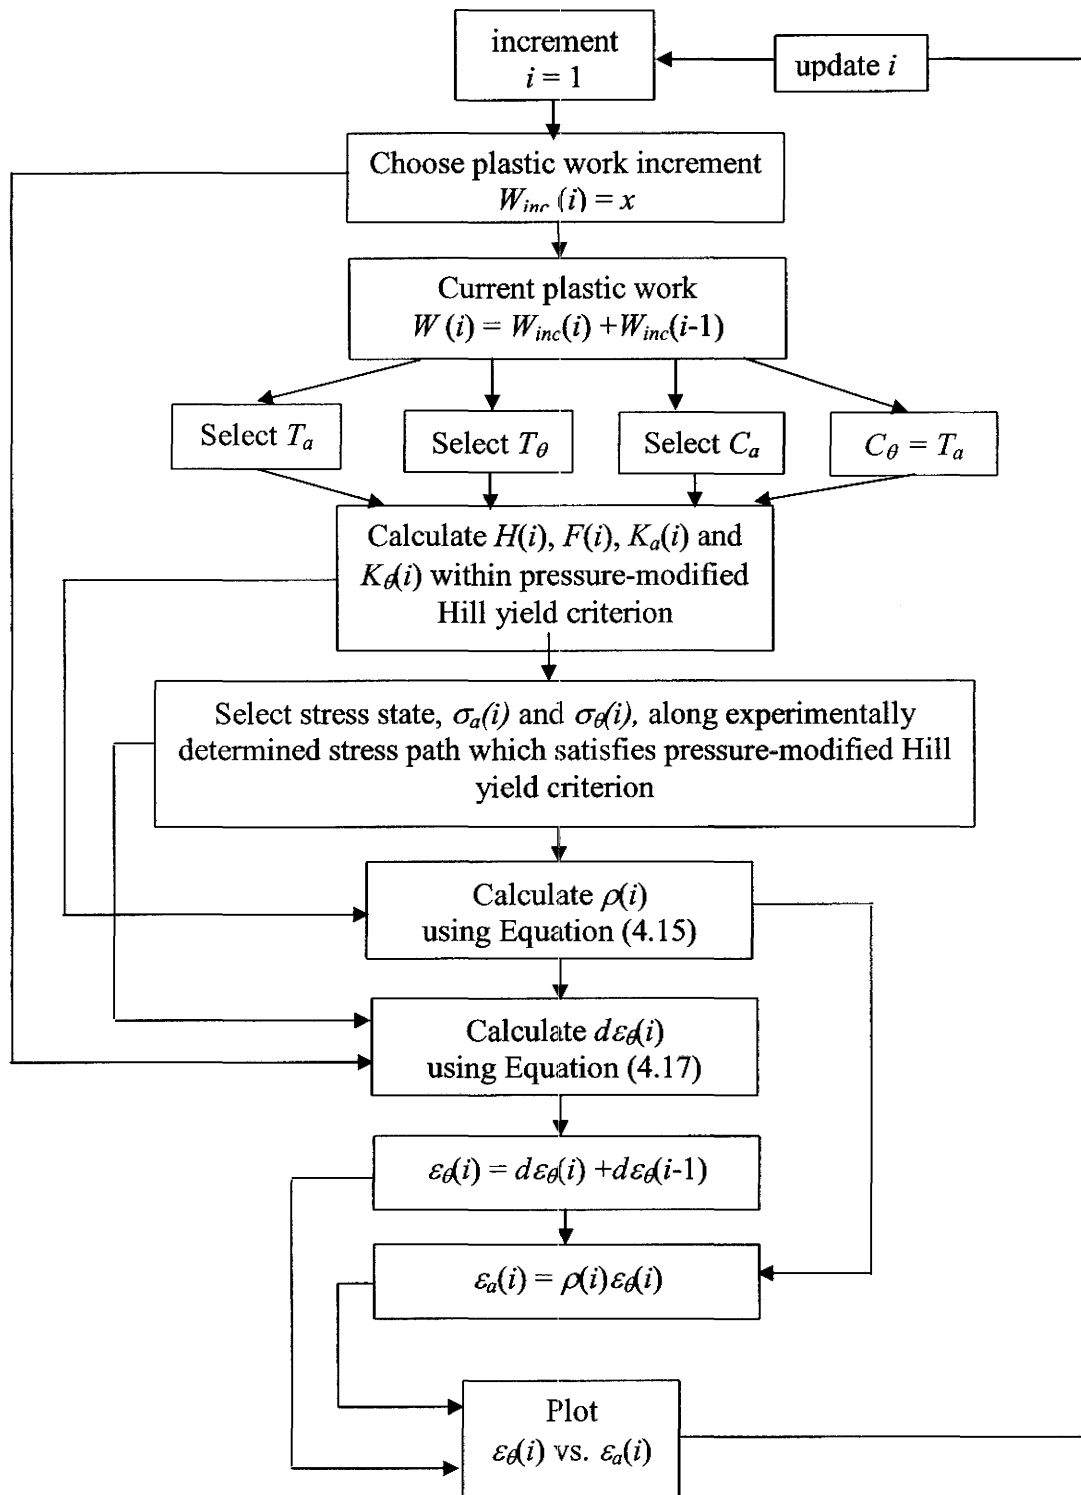 increment
i = 1
update i
Choose plastic work increment
W_inc (i) = x
Current plastic work
W (i) = W_inc(i) +W_inc(i-1)
Select T_a
Select T_θ
Select C_a
C_θ = T_a
Calculate H(i), F(i), K_a(i) and
K_θ(i) within pressure-modified
Hill yield criterion
Select stress state, σ_a(i) and σ_θ(i), along experimentally
determined stress path which satisfies pressure-modified Hill
yield criterion
Calculate ρ(i)
using Equation (4.15)
Calculate dε_θ(i)
using Equation (4.17)
ε_θ(i) = dε_θ(i) +dε_θ(i-1)
ε_a(i) = ρ(i)ε_θ(i)
Plot
ε_θ(i) vs. ε_a(i)